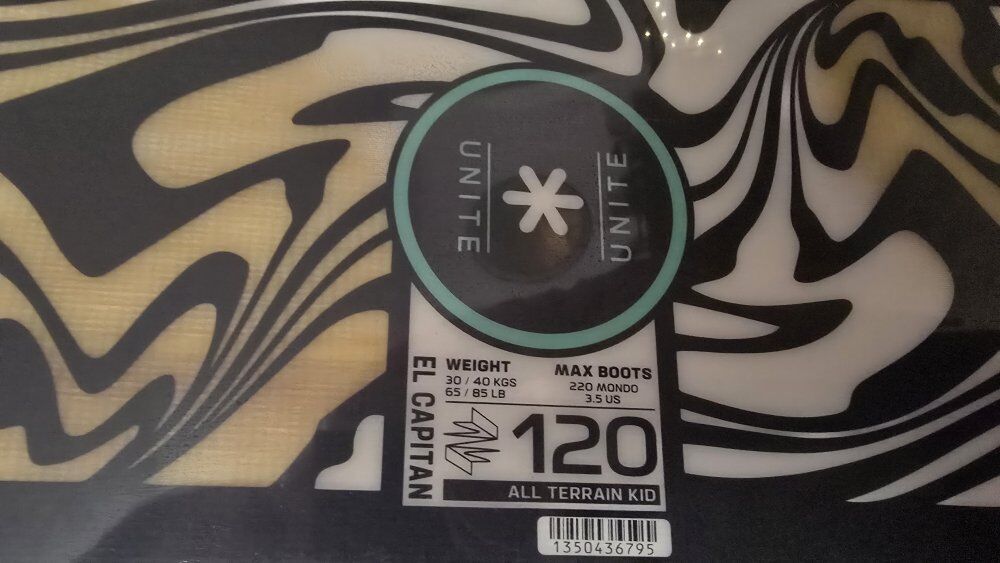 UNITE
UNITE
EL CAPITAN
WEIGHT
30 / 40 KGS
65 / 85 LB
MAX BOOTS
220 MONDO
3.5 US
120
ALL TERRAIN KID
1350436795